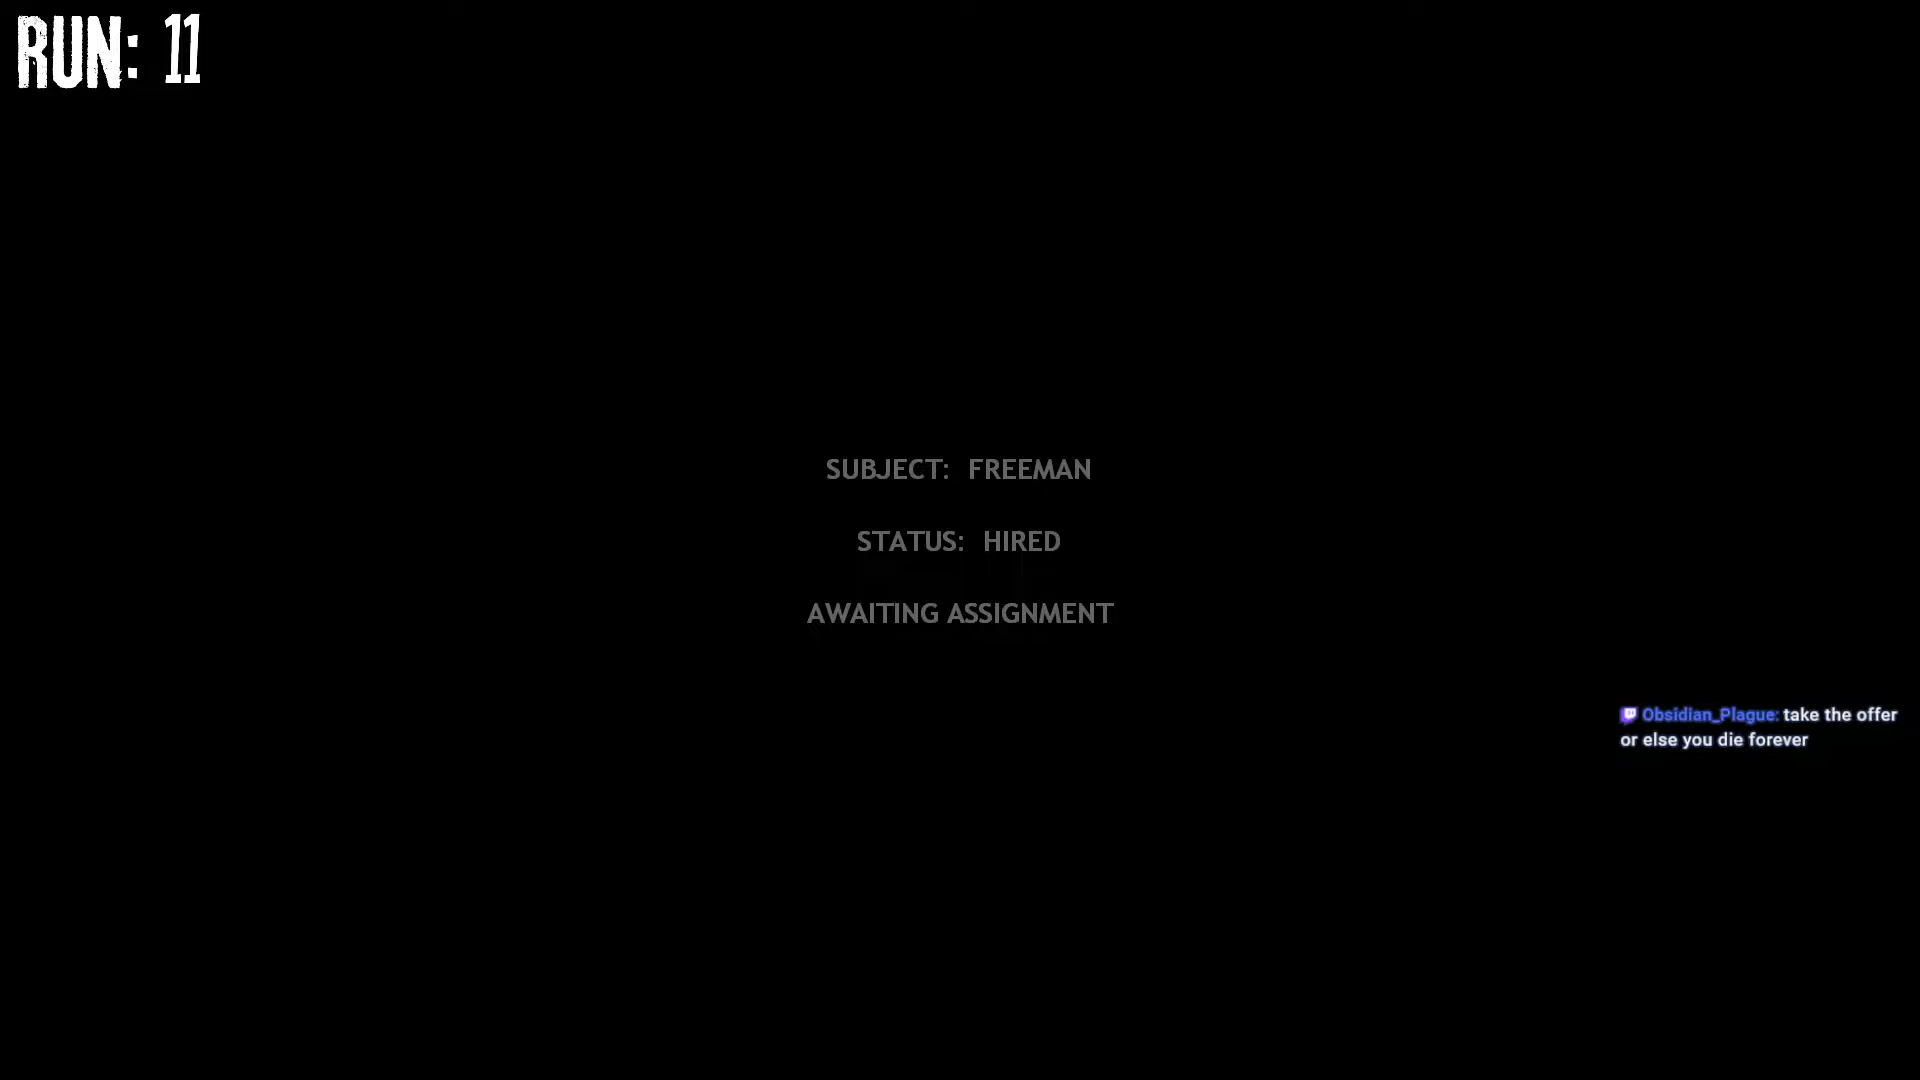 RUN: 11
SUBJECT: FREEMAN
STATUS: HIRED
AWAITING ASSIGNMENT
Obsidian_Plague: take the offer
or else you die forever